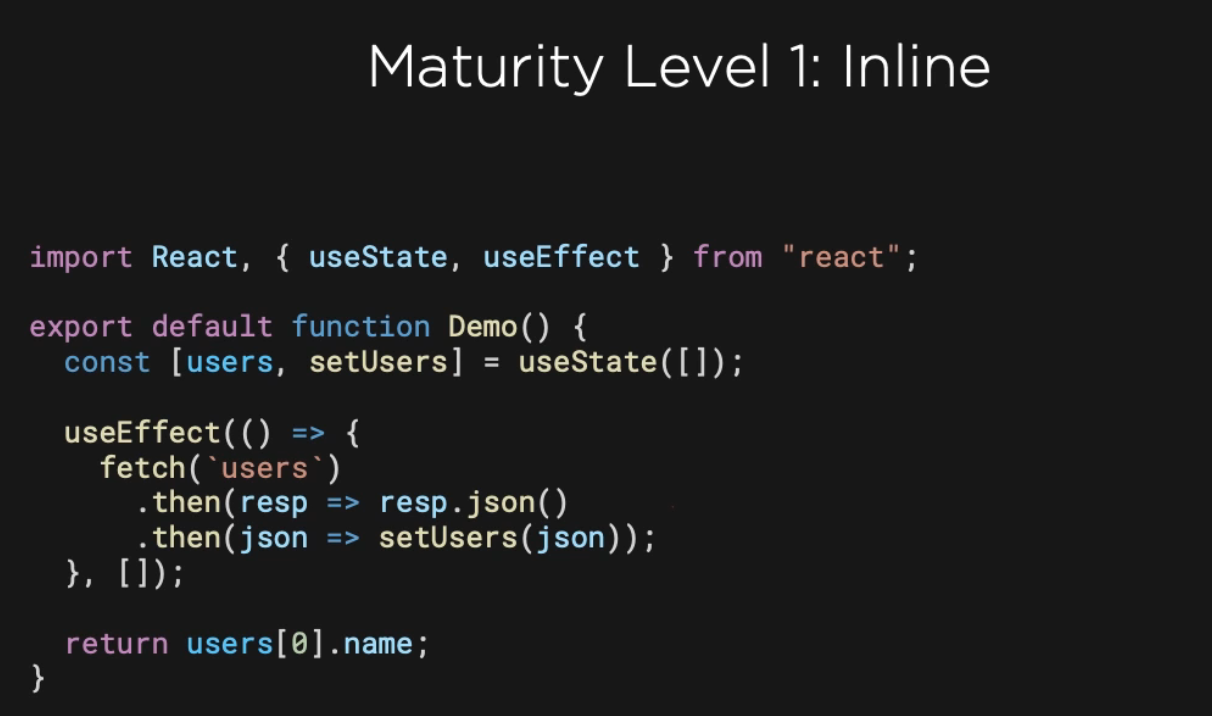 Maturity Level 1: Inline
import React, { useState, useEffect } from "react";
export default function Demo() {
  const [users, setUsers] = useState([]);
  useEffect(() => {
    fetch(`users`)
      .then(resp => resp.json()
      .then(json => setUsers(json));
  }, []);
  return users[0].name;
}